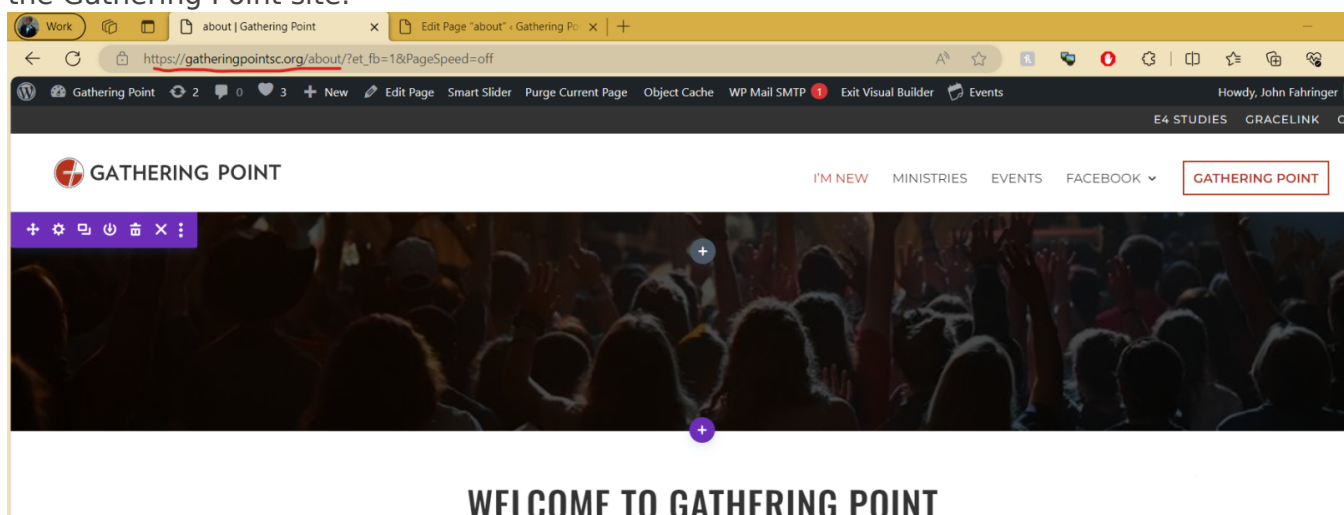 the Gathering Point site.
Work about | Gathering Point Edit Page "about" ‹ Gathering Po
https://gatheringpointsc.org/about/?et_fb=1&PageSpeed=off
Gathering Point 2 0 3 New Edit Page Smart Slider Purge Current Page Object Cache WP Mail SMTP 1 Exit Visual Builder Events Howdy, John Fahringer
E4 STUDIES GRACELINK
GATHERING POINT I'M NEW MINISTRIES EVENTS FACEBOOK GATHERING POINT
WELCOME TO GATHERING POINT